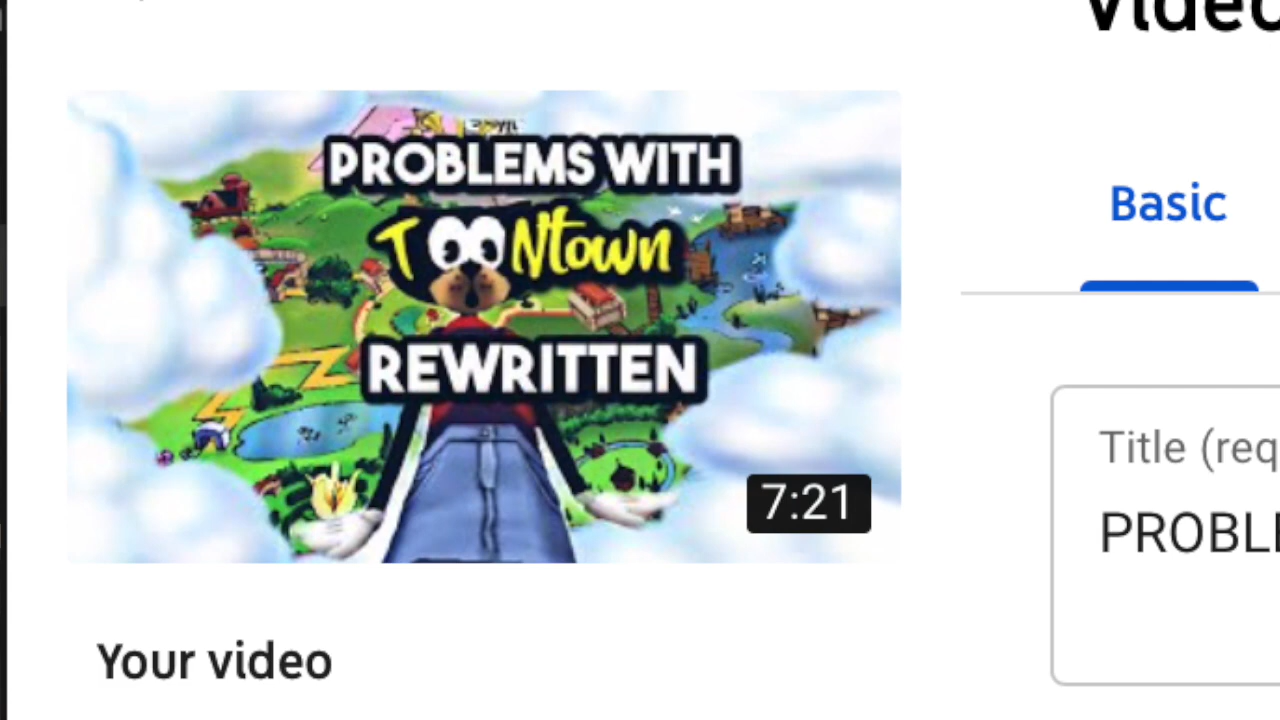 Video
PROBLEMS WITH
TOONtown
REWRITTEN
7:21
Your video
Basic
Title (req
PROBL